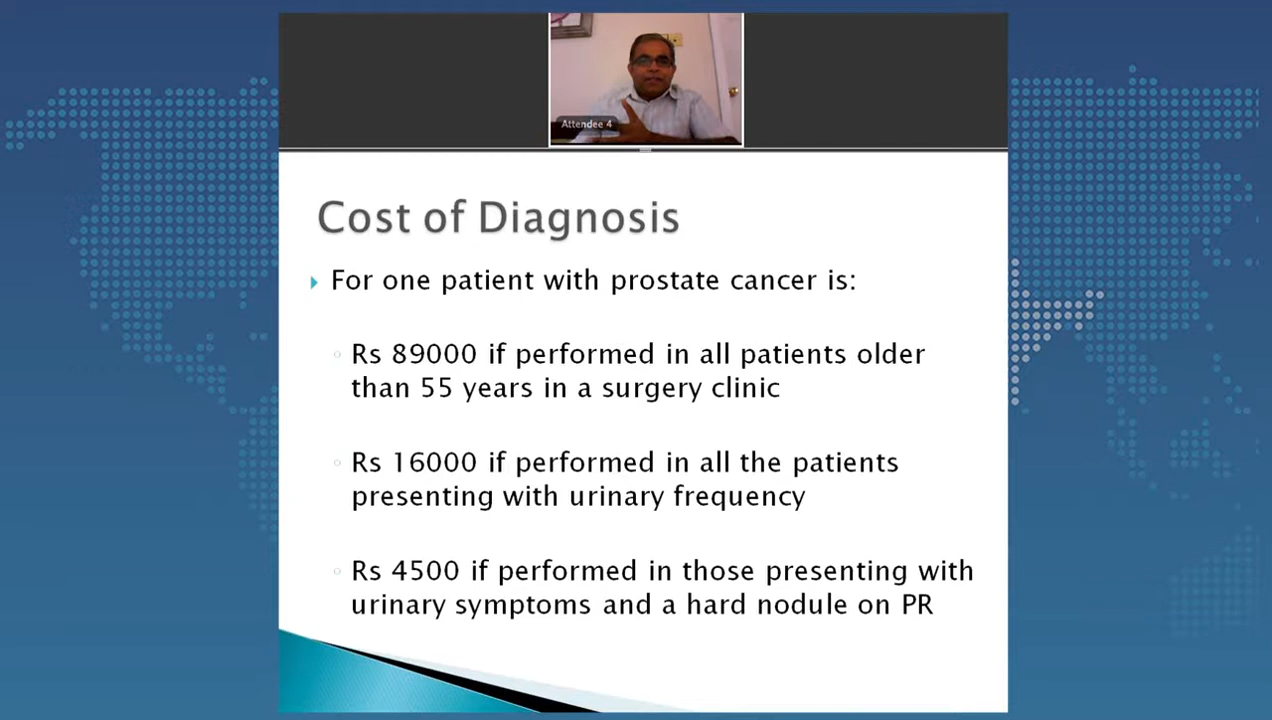 Attendee 4
Cost of Diagnosis
For one patient with prostate cancer is:
Rs 89000 if performed in all patients older
than 55 years in a surgery clinic
Rs 16000 if performed in all the patients
presenting with urinary frequency
Rs 4500 if performed in those presenting with
urinary symptoms and a hard nodule on PR